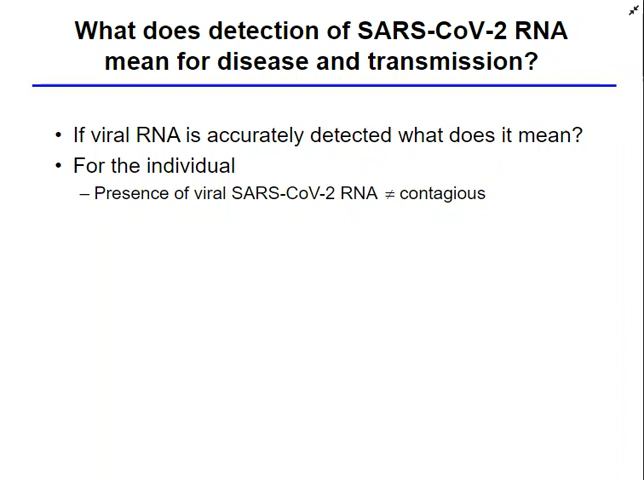 What does detection of SARS-CoV-2 RNA
mean for disease and transmission?
• If viral RNA is accurately detected what does it mean?
• For the individual
– Presence of viral SARS-CoV-2 RNA ≠ contagious